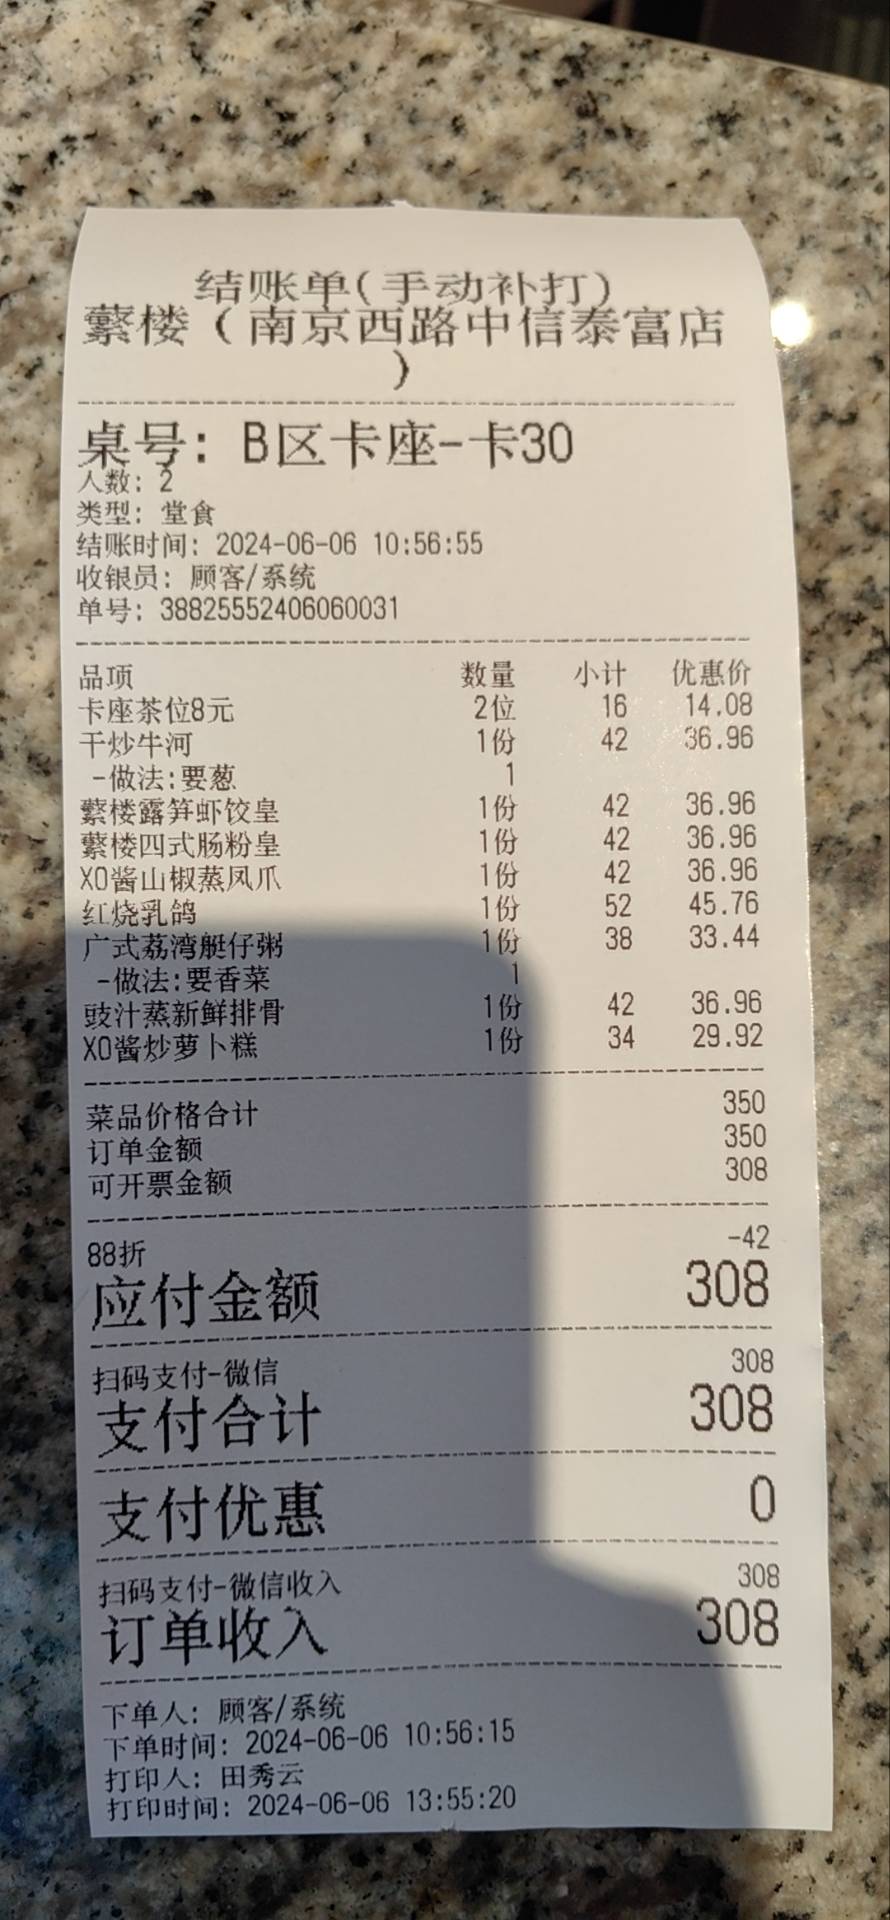 结账单(手动补打)
蘩楼(南京西路中信泰富店
)
桌号: B区卡座-卡30
人数: 2
类型: 堂食
结账时间: 2024-06-06 10:56:55
收银员: 顾客/系统
单号: 38825552406060031
品项 数量 小计 优惠价
卡座茶位8元 2位 16 14.08
干炒牛河 1份 42 36.96
-做法:要葱 1
蘩楼露笋虾饺皇 1份 42 36.96
蘩楼四式肠粉皇 1份 42 36.96
XO酱山椒蒸凤爪 1份 42 36.96
红烧乳鸽 1份 52 45.76
广式荔湾艇仔粥 1份 38 33.44
-做法:要香菜 1
豉汁蒸新鲜排骨 1份 42 36.96
XO酱炒萝卜糕 1份 34 29.92
菜品价格合计 350
订单金额 350
可开票金额 308
88折 -42
应付金额 308
扫码支付-微信 308
支付合计 308
支付优惠 0
扫码支付-微信收入 308
订单收入 308
下单人: 顾客/系统
下单时间: 2024-06-06 10:56:15
打印人: 田秀云
打印时间: 2024-06-06 13:55:20